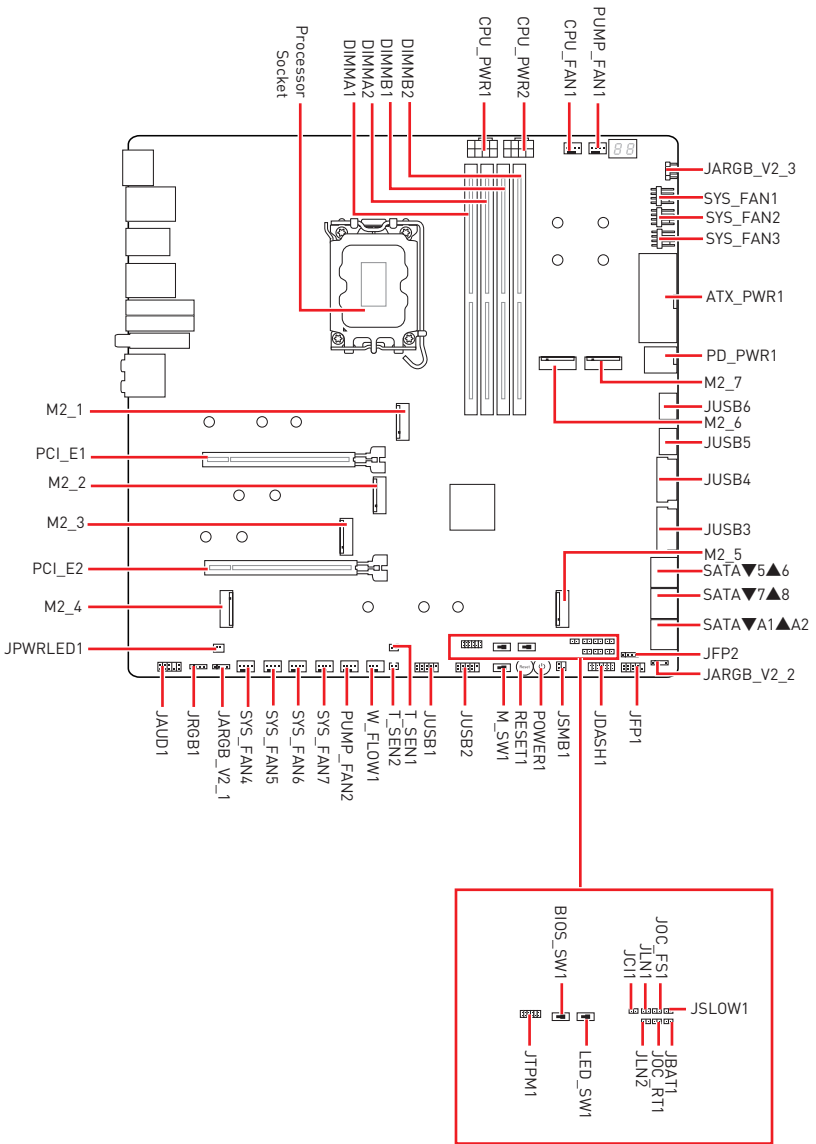 Processor
Socket
DIMMA1
DIMMA2
DIMMB1
DIMMB2
CPU_PWR1
CPU_PWR2
CPU_FAN1
PUMP_FAN1
88
JARGB_V2_3
SYS_FAN1
SYS_FAN2
SYS_FAN3
ATX_PWR1
PD_PWR1
M2_7
JUSB6
M2_6
JUSB5
JUSB4
JUSB3
M2_5
SATA▼5▲6
SATA▼7▲8
SATA▼A1▲A2
JFP2
JARGB_V2_2
M2_1
PCI_E1
M2_2
M2_3
PCI_E2
M2_4
JPWRLED1
Reset
JAUD1
JRGB1
JARGB_V2_1
SYS_FAN4
SYS_FAN5
SYS_FAN6
SYS_FAN7
PUMP_FAN2
W_FLOW1
T_SEN2
T_SEN1
JUSB1
JUSB2
M_SW1
RESET1
POWER1
JSMB1
JDASH1
JFP1
BIOS_SW1
JCI1
JLN1
JOC_FS1
JSLOW1
JTPM1
LED_SW1
JLN2
JOC_RT1
JBAT1